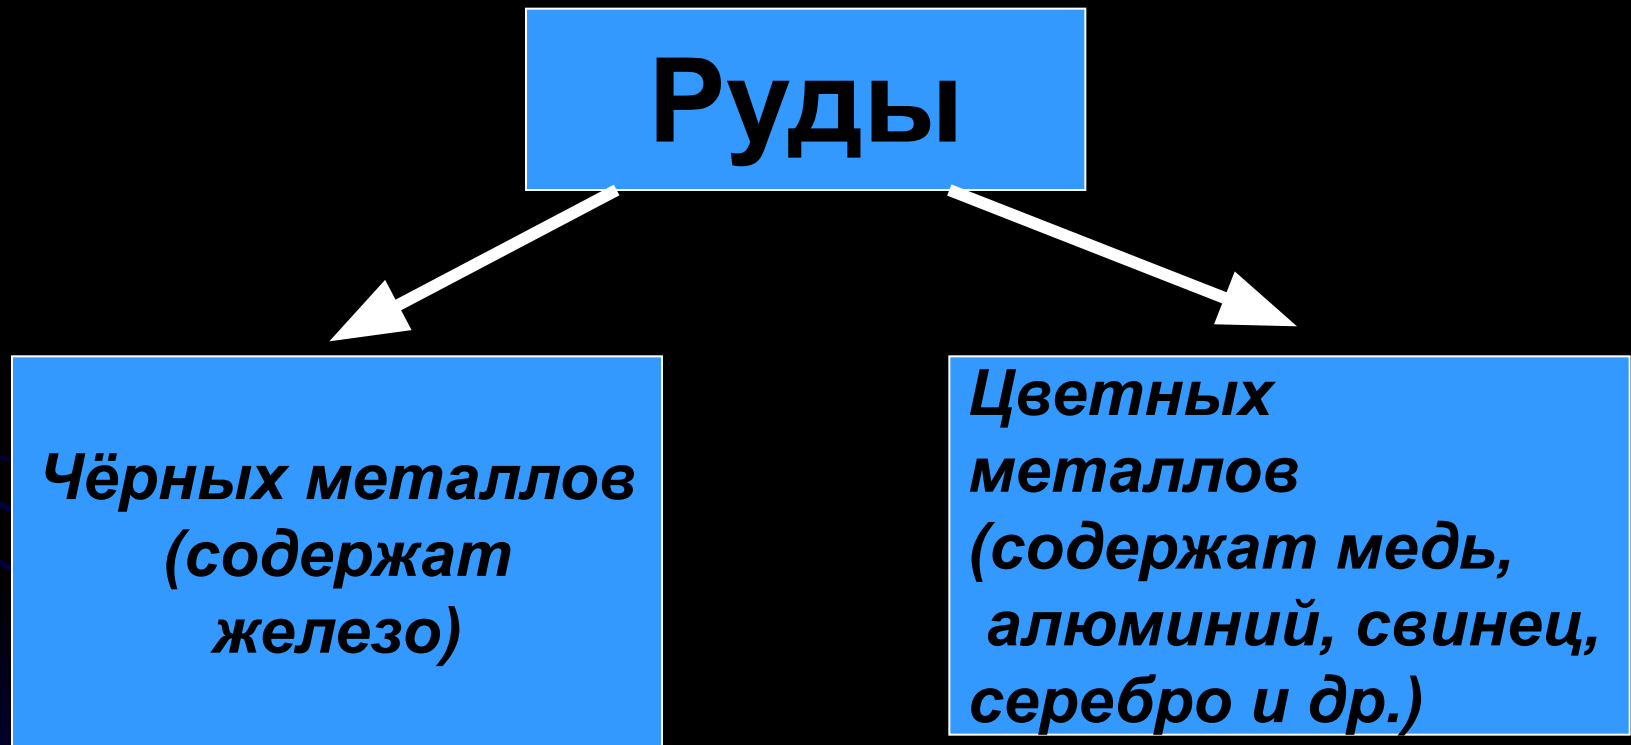 Руды
Чёрных металлов
(содержат
железо)
Цветных
металлов
(содержат медь,
алюминий, свинец,
серебро и др.)